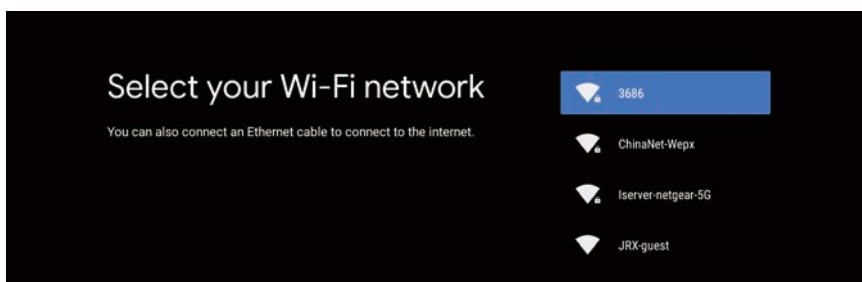 Select your Wi-Fi network
You can also connect an Ethernet cable to connect to the internet.
3686
ChinaNet-Wepx
Iserver-netgear-5G
JRX-guest